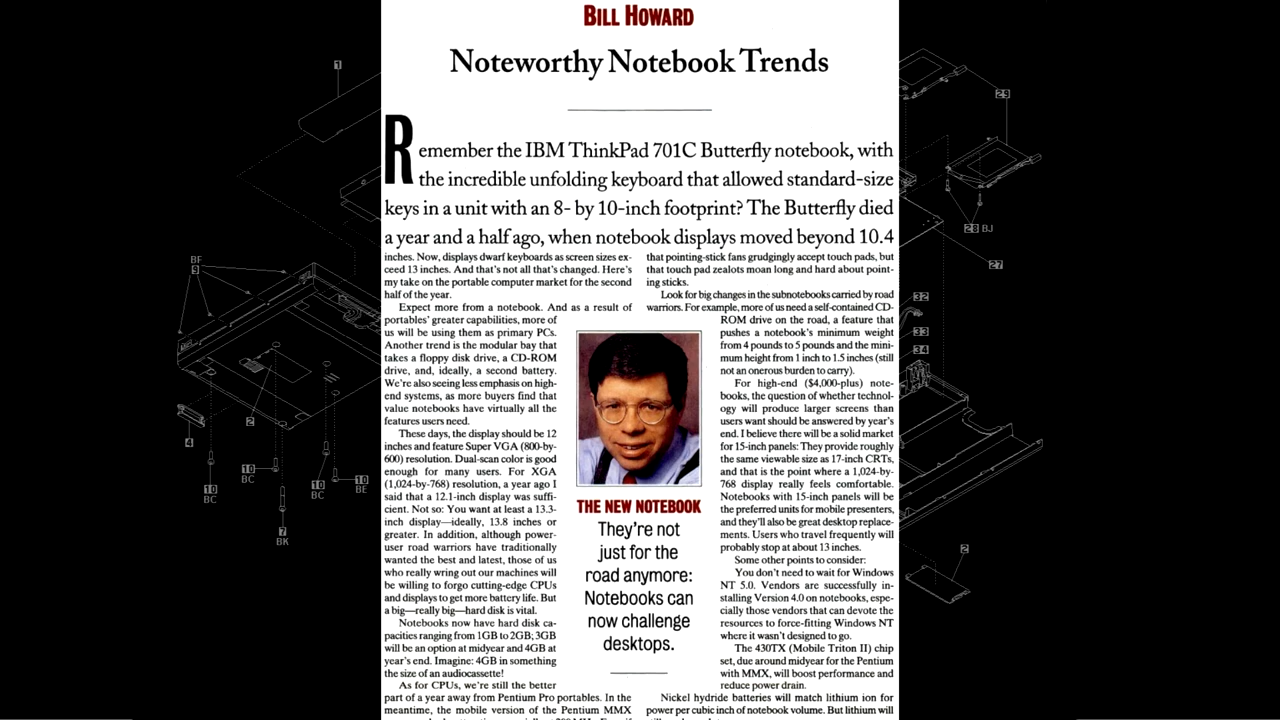 BILL HOWARD
Noteworthy Notebook Trends
Remember the IBM ThinkPad 701C Butterfly notebook, with
the incredible unfolding keyboard that allowed standard-size
keys in a unit with an 8- by 10-inch footprint? The Butterfly died
a year and a half ago, when notebook displays moved beyond 10.4
inches. Now, displays dwarf keyboards as screen sizes ex-
ceed 13 inches. And that's not all that's changed. Here's
my take on the portable computer market for the second
half of the year.
Expect more from a notebook. And as a result of
portables' greater capabilities, more of
us will be using them as primary PCs.
Another trend is the modular bay that
takes a floppy disk drive, a CD-ROM
drive, and, ideally, a second battery.
We're also seeing less emphasis on high-
end systems, as more buyers find that
value notebooks have virtually all the
features users need.
These days, the display should be 12
inches and feature Super VGA (800-by-
600) resolution. Dual-scan color is good
enough for many users. For XGA
(1,024-by-768) resolution, a year ago I
said that a 12.1-inch display was suffi-
cient. Not so: You want at least a 13.3-
inch display—ideally, 13.8 inches or
greater. In addition, although power-
user road warriors have traditionally
wanted the best and latest, those of us
who really wring out our machines will
be willing to forgo cutting-edge CPUs
and displays to get more battery life. But
a big—really big—hard disk is vital.
Notebooks now have hard disk ca-
pacities ranging from 1GB to 2GB; 3GB
will be an option at midyear and 4GB at
year's end. Imagine: 4GB in something
the size of an audiocassette!
As for CPUs, we're still the better
part of a year away from Pentium Pro portables. In the
meantime, the mobile version of the Pentium MMX
that pointing-stick fans grudgingly accept touch pads, but
that touch pad zealots moan long and hard about point-
ing sticks.
Look for big changes in the subnotebooks carried by road
warriors. For example, more of us need a self-contained CD-
ROM drive on the road, a feature that
pushes a notebook's minimum weight
from 4 pounds to 5 pounds and the mini-
mum height from 1 inch to 1.5 inches (still
not an onerous burden to carry).
For high-end ($4,000-plus) note-
books, the question of whether technol-
ogy will produce larger screens than
users want should be answered by year's
end. I believe there will be a solid market
for 15-inch panels: They provide roughly
the same viewable size as 17-inch CRTs,
and that is the point where a 1,024-by-
768 display really feels comfortable.
Notebooks with 15-inch panels will be
the preferred units for mobile presenters,
and they'll also be great desktop replace-
ments. Users who travel frequently will
probably stop at about 13 inches.
Some other points to consider:
You don't need to wait for Windows
NT 5.0. Vendors are successfully in-
stalling Version 4.0 on notebooks, espe-
cially those vendors that can devote the
resources to force-fitting Windows NT
where it wasn't designed to go.
The 430TX (Mobile Triton II) chip
set, due around midyear for the Pentium
with MMX, will boost performance and
reduce power drain.
Nickel hydride batteries will match lithium ion for
power per cubic inch of notebook volume. But lithium will
THE NEW NOTEBOOK
They're not
just for the
road anymore:
Notebooks can
now challenge
desktops.
1
BF
9
2
4
10
BC
10
BC
10
BC
10
BE
7
BK
29
28 BJ
27
32
33
34
2